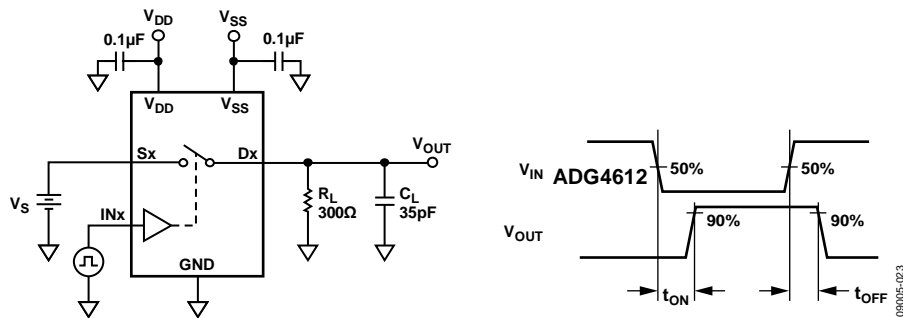 VDD
VSS
0.1µF
0.1µF
VDD
VSS
Sx
Dx
VOUT
VS
INx
RL
300Ω
CL
35pF
GND
VIN ADG4612
50%
50%
VOUT
90%
90%
tON
tOFF
09005-023